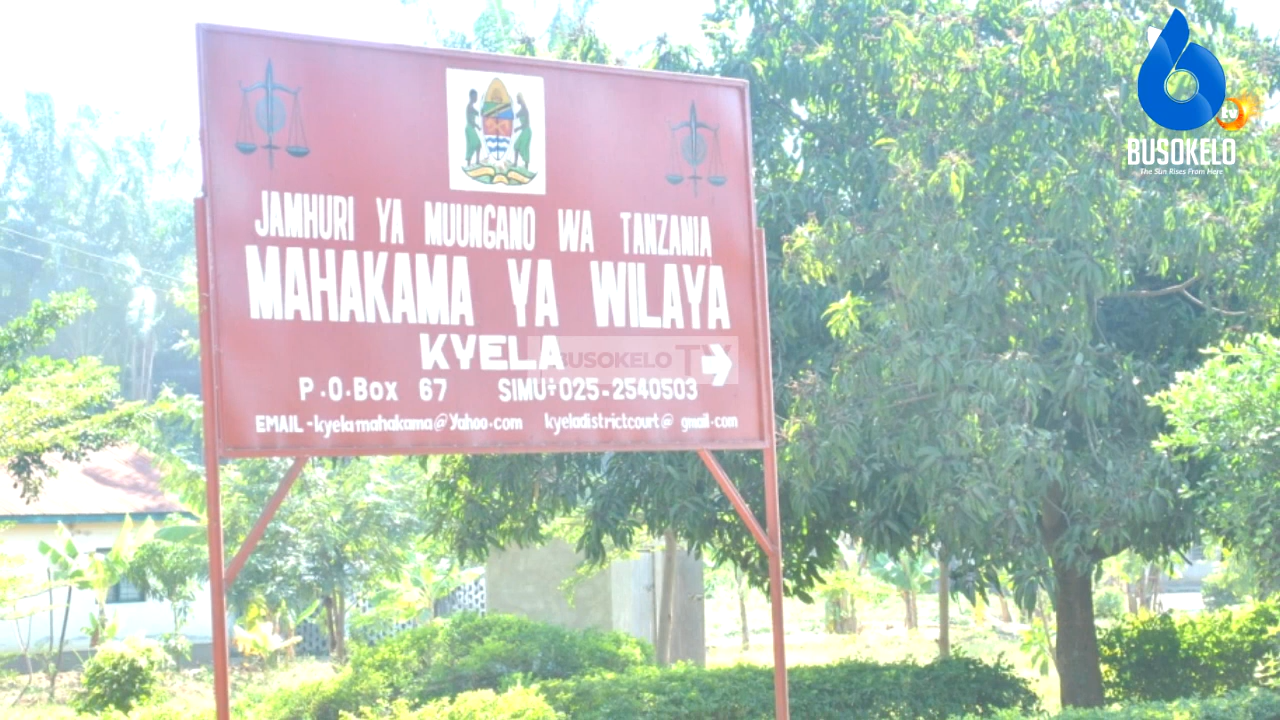 JAMHURI YA MUUNGANO WA TANZANIA
MAHAKAMA YA WILAYA
KYELA
P.O.Box 67 SIMU:025-2540503
EMAIL-kyelamahakama@Yahoo.com kyeladistrictcourt@gmail.com
BUSOKELO TV
tv
BUSOKELO
The Sun Rises From Here